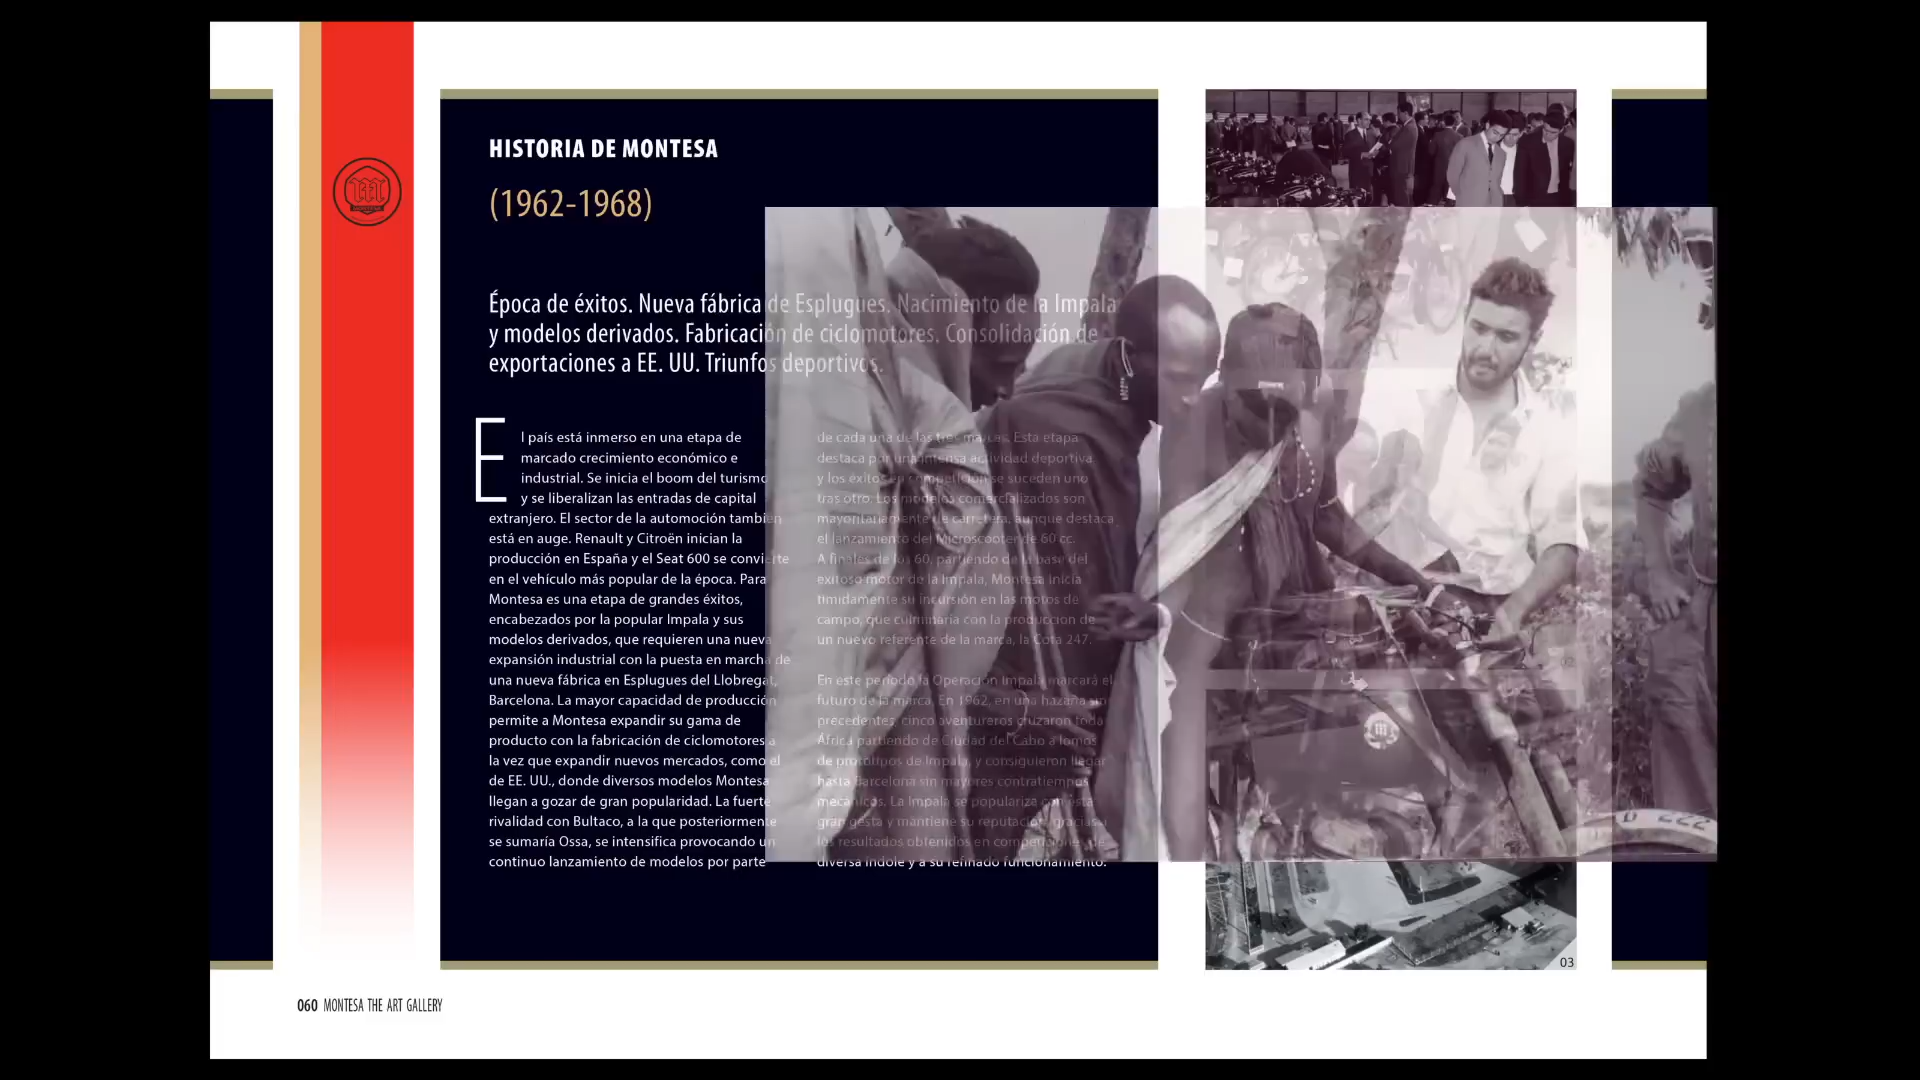 HISTORIA DE MONTESA
(1962-1968)
Época de éxitos. Nueva fábrica de Esplugues. Nacimiento de la Impala
y modelos derivados. Fabricación de ciclomotores. Consolidación de
exportaciones a EE. UU. Triunfos deportivos.
El país está inmerso en una etapa de
marcado crecimiento económico e
industrial. Se inicia el boom del turismo
y se liberalizan las entradas de capital
extranjero. El sector de la automoción también
está en auge. Renault y Citroën inician la
producción en España y el Seat 600 se convierte
en el vehículo más popular de la época. Para
Montesa es una etapa de grandes éxitos,
encabezados por la popular Impala y sus
modelos derivados, que requieren una nueva
expansión industrial con la puesta en marcha de
una nueva fábrica en Esplugues del Llobregat,
Barcelona. La mayor capacidad de producción
permite a Montesa expandir su gama de
producto con la fabricación de ciclomotores a
la vez que expandir nuevos mercados, como el
de EE. UU., donde diversos modelos Montesa
llegan a gozar de gran popularidad. La fuerte
rivalidad con Bultaco, a la que posteriormente
se sumaría Ossa, se intensifica provocando un
continuo lanzamiento de modelos por parte
de cada una de las tres marcas. Esta etapa
destaca por una intensa actividad deportiva
y los éxitos en competición se suceden uno
tras otro. Los modelos comercializados son
mayoritariamente de carretera, aunque destaca
el lanzamiento del Microscooter de 60 cc.
A finales de los 60, partiendo de la base del
exitoso motor de la Impala, Montesa inicia
tímidamente su incursión en las motos de
campo, que culminaría con la producción de
un nuevo referente de la marca, la Cota 247.
En este período la Operación Impala marcará el
futuro de la marca. En 1962, en una hazaña sin
precedentes, cinco aventureros cruzaron toda
África partiendo de Ciudad del Cabo a lomos
de prototipos de Impala, y consiguieron llegar
hasta Barcelona sin mayores contratiempos
mecánicos. La Impala se populariza con esta
gran gesta y mantiene su reputación, gracias a
los resultados obtenidos en competiciones de
diversa índole y a su refinado funcionamiento.
02
03
060 MONTESA THE ART GALLERY